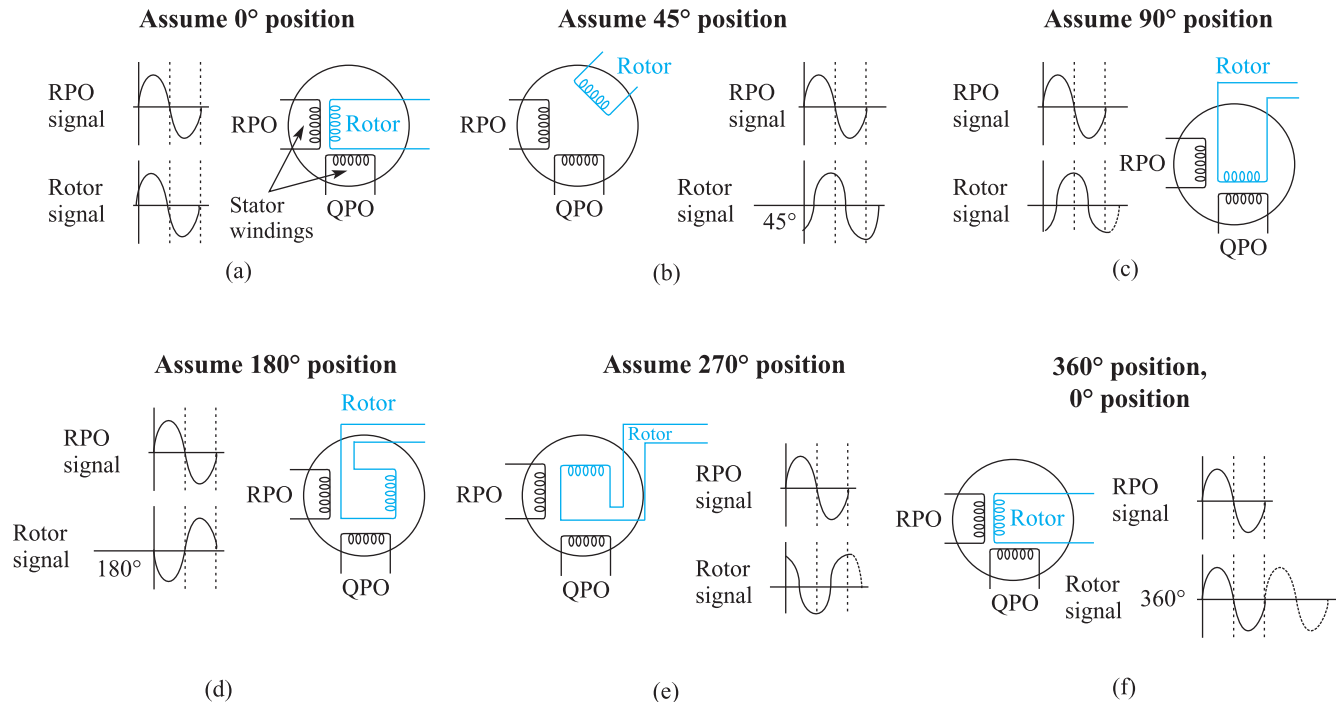 Assume 0° position
RPO
signal
Rotor
signal
RPO
Rotor
Stator
windings
QPO
(a)
Assume 45° position
Rotor
RPO
QPO
RPO
signal
Rotor
signal
45°
(b)
Assume 90° position
RPO
signal
Rotor
signal
Rotor
RPO
QPO
(c)
Assume 180° position
RPO
signal
Rotor
signal
180°
Rotor
RPO
QPO
(d)
Assume 270° position
Rotor
RPO
QPO
RPO
signal
Rotor
signal
(e)
360° position,
0° position
RPO
Rotor
QPO
RPO
signal
Rotor
signal
360°
(f)